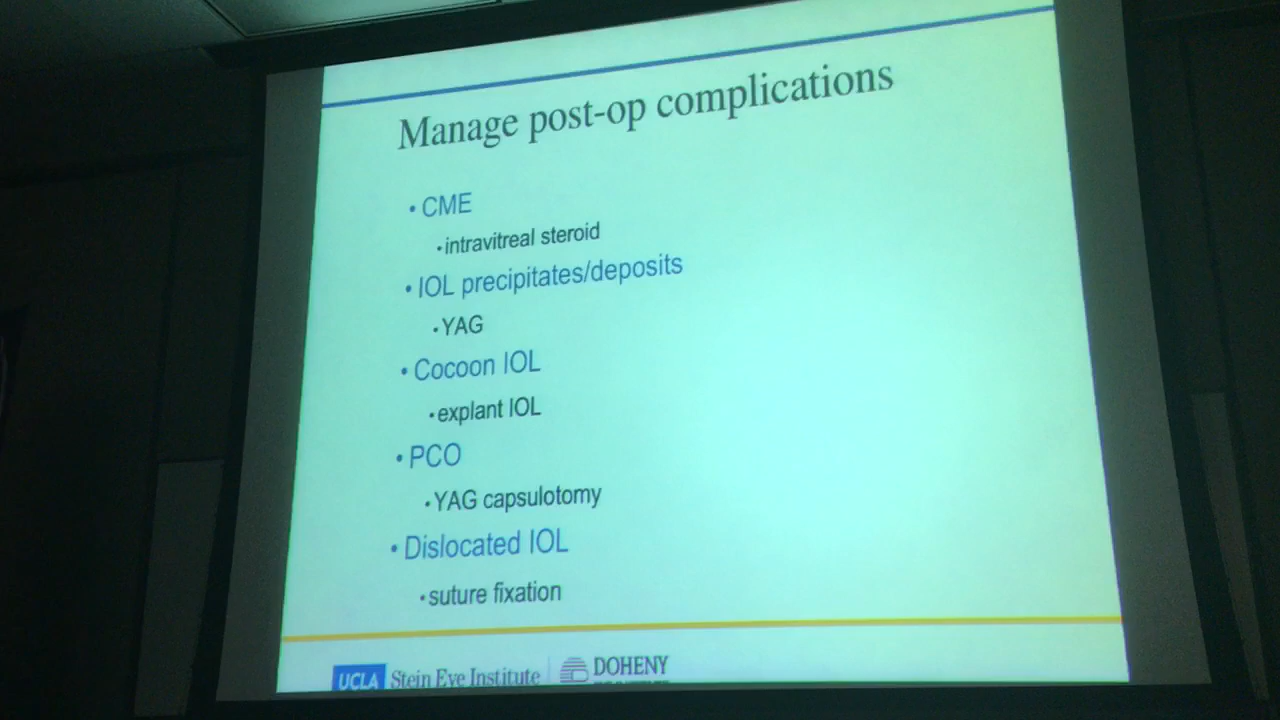 Manage post-op complications
• CME
• intravitreal steroid
• IOL precipitates/deposits
• YAG
• Cocoon IOL
• explant IOL
• PCO
• YAG capsulotomy
• Dislocated IOL
• suture fixation
UCLA Stein Eye Institute | DOHENY